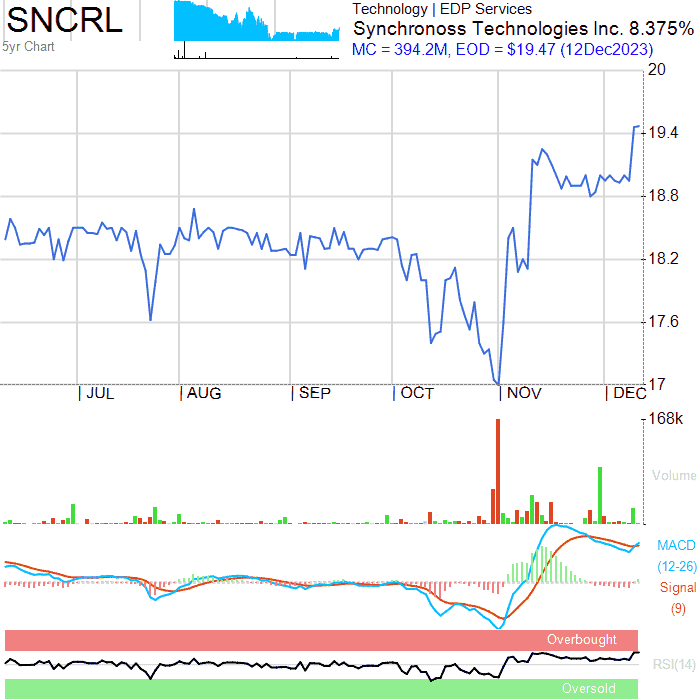 SNCRL
5yr Chart
Technology | EDP Services
Synchronoss Technologies Inc. 8.375%
MC = 394.2M, EOD = $19.47 (12Dec2023)
20
19.4
18.8
18.2
17.6
17
JUL AUG SEP OCT NOV DEC
168k
Volume
MACD
(12-26)
Signal
(9)
Overbought
RSI(14)
Oversold